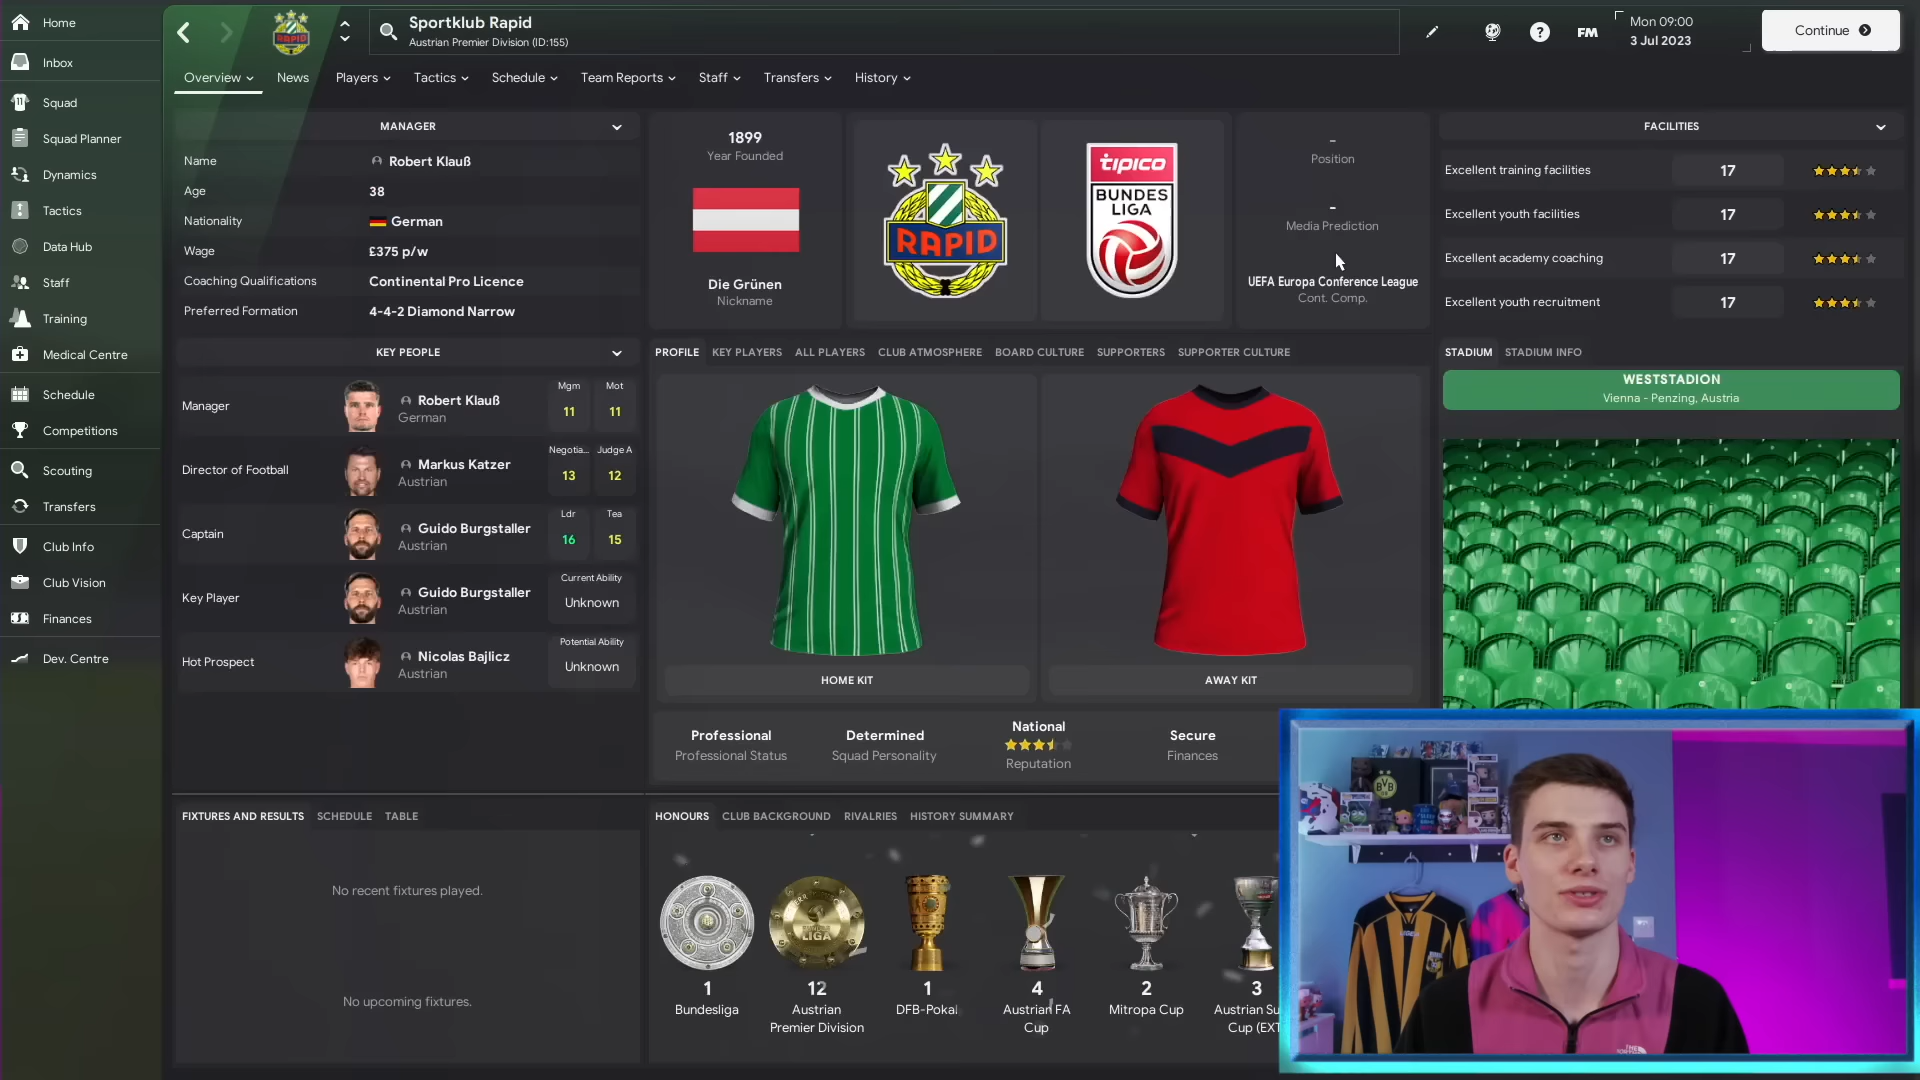 Home
Inbox
Squad
Squad Planner
Dynamics
Tactics
Data Hub
Staff
Training
Medical Centre
Schedule
Competitions
Scouting
Transfers
Club Info
Club Vision
Finances
Dev. Centre
RAPID
Sportklub Rapid
Austrian Premier Division (ID:155)
FM
Mon 09:00
3 Jul 2023
Continue
Overview
News
Players
Tactics
Schedule
Team Reports
Staff
Transfers
History
MANAGER
Name Robert Klauß
Age 38
Nationality German
Wage £375 p/w
Coaching Qualifications Continental Pro Licence
Preferred Formation 4-4-2 Diamond Narrow
KEY PEOPLE
Manager
Robert Klauß
German
Mgm 11
Mot 11
Director of Football
Markus Katzer
Austrian
Negotia... 13
Judge A 12
Captain
Guido Burgstaller
Austrian
Ldr 16
Tea 15
Key Player
Guido Burgstaller
Austrian
Current Ability
Unknown
Hot Prospect
Nicolas Bajlicz
Austrian
Potential Ability
Unknown
1899
Year Founded
Die Grünen
Nickname
RAPID
tipico
BUNDES
LIGA
-
Position
-
Media Prediction
UEFA Europa Conference League
Cont. Comp.
FACILITIES
Excellent training facilities 17
Excellent youth facilities 17
Excellent academy coaching 17
Excellent youth recruitment 17
PROFILE
KEY PLAYERS
ALL PLAYERS
CLUB ATMOSPHERE
BOARD CULTURE
SUPPORTERS
SUPPORTER CULTURE
HOME KIT
AWAY KIT
Professional
Professional Status
Determined
Squad Personality
National
Reputation
Secure
Finances
STADIUM
STADIUM INFO
WESTSTADION
Vienna - Penzing, Austria
FIXTURES AND RESULTS
SCHEDULE
TABLE
No recent fixtures played.
No upcoming fixtures.
HONOURS
CLUB BACKGROUND
RIVALRIES
HISTORY SUMMARY
LIGA
1
Bundesliga
12
Austrian
Premier Division
1
DFB-Pokal
4
Austrian FA
Cup
2
Mitropa Cup
3
Austrian Su
Cup (EXT
BVB